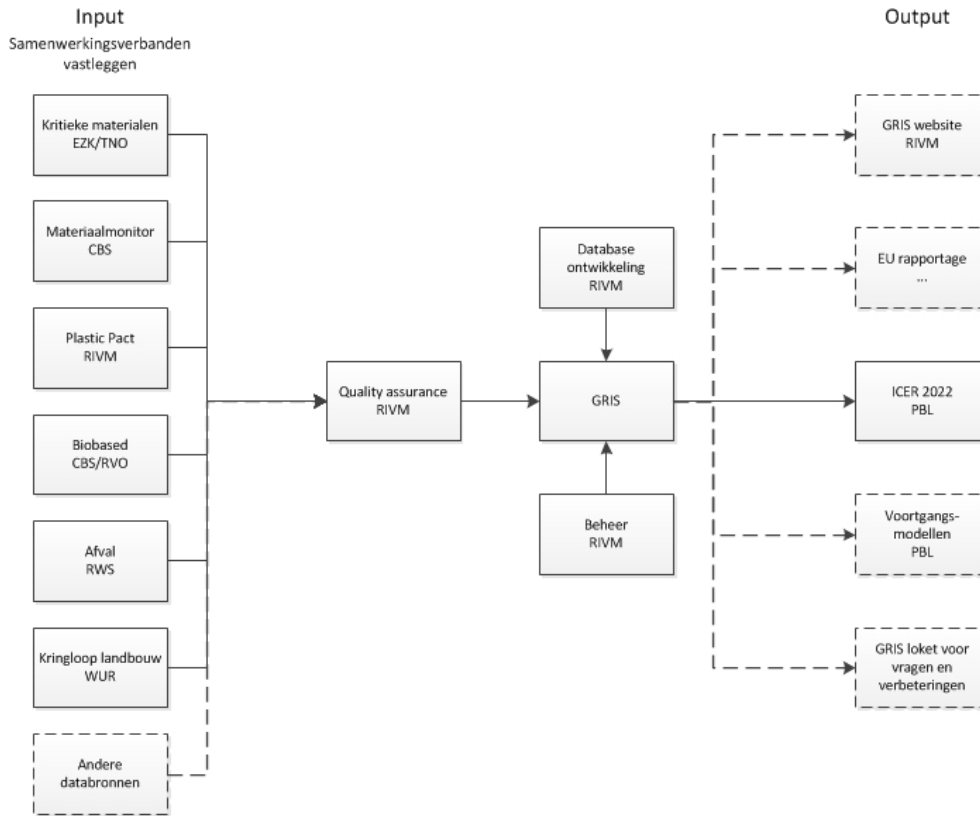 Input
Samenwerkingsverbanden
vastleggen
Kritieke materialen
EZK/TNO
Materiaalmonitor
CBS
Plastic Pact
RIVM
Biobased
CBS/RVO
Afval
RWS
Kringloop landbouw
WUR
Andere
databronnen
Quality assurance
RIVM
Database
ontwikkeling
RIVM
GRIS
Beheer
RIVM
Output
GRIS website
RIVM
EU rapportage
...
ICER 2022
PBL
Voortgangs-
modellen
PBL
GRIS loket voor
vragen en
verbeteringen